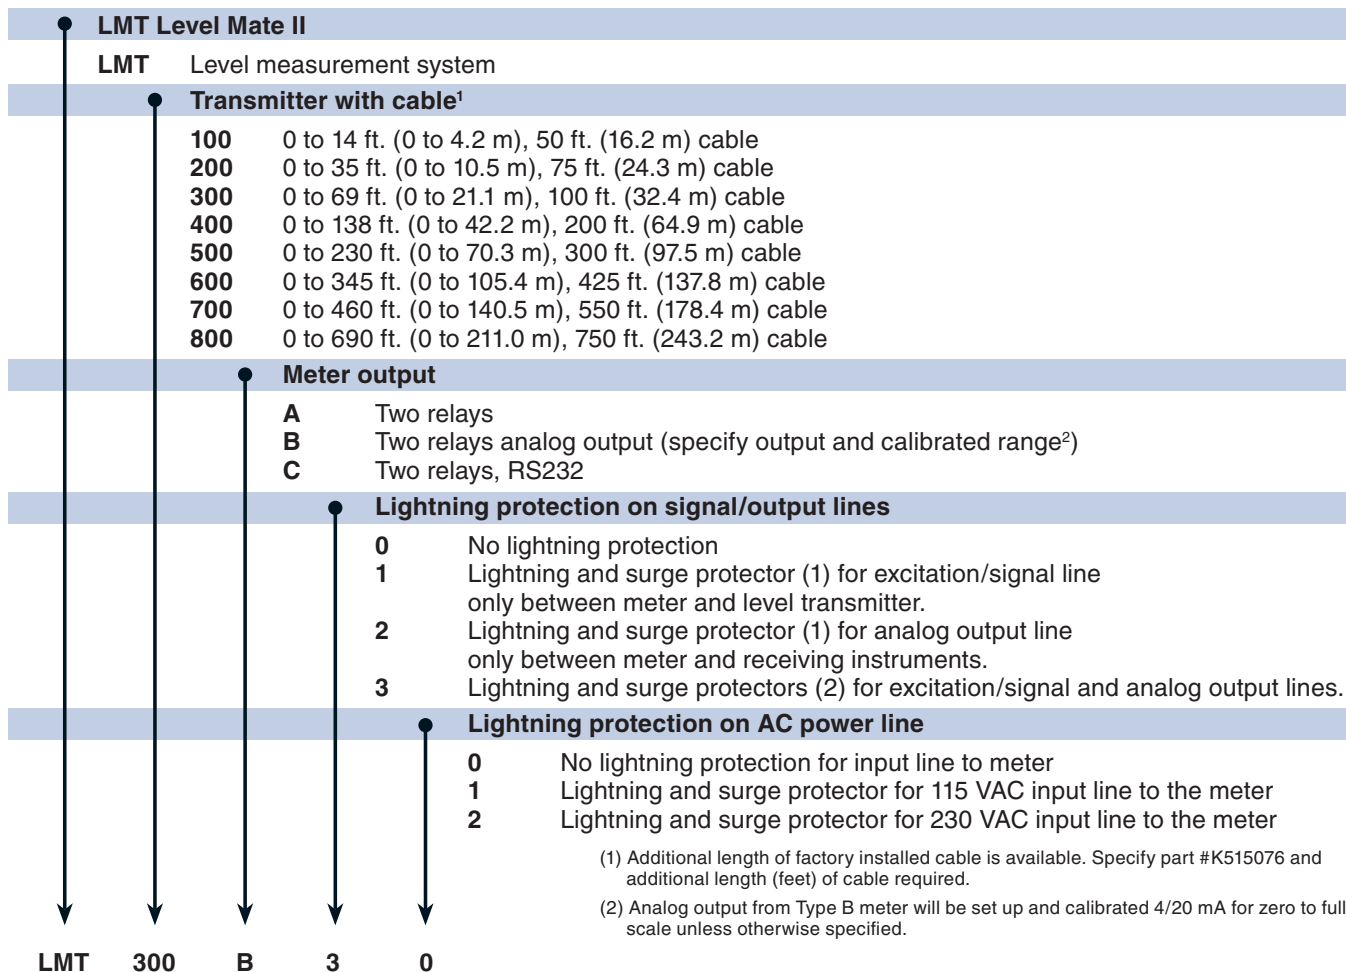 LMT Level Mate II
LMT Level measurement system
Transmitter with cable¹
100 0 to 14 ft. (0 to 4.2 m), 50 ft. (16.2 m) cable
200 0 to 35 ft. (0 to 10.5 m), 75 ft. (24.3 m) cable
300 0 to 69 ft. (0 to 21.1 m), 100 ft. (32.4 m) cable
400 0 to 138 ft. (0 to 42.2 m), 200 ft. (64.9 m) cable
500 0 to 230 ft. (0 to 70.3 m), 300 ft. (97.5 m) cable
600 0 to 345 ft. (0 to 105.4 m), 425 ft. (137.8 m) cable
700 0 to 460 ft. (0 to 140.5 m), 550 ft. (178.4 m) cable
800 0 to 690 ft. (0 to 211.0 m), 750 ft. (243.2 m) cable
Meter output
A Two relays
B Two relays analog output (specify output and calibrated range²)
C Two relays, RS232
Lightning protection on signal/output lines
0 No lightning protection
1 Lightning and surge protector (1) for excitation/signal line
only between meter and level transmitter.
2 Lightning and surge protector (1) for analog output line
only between meter and receiving instruments.
3 Lightning and surge protectors (2) for excitation/signal and analog output lines.
Lightning protection on AC power line
0 No lightning protection for input line to meter
1 Lightning and surge protector for 115 VAC input line to the meter
2 Lightning and surge protector for 230 VAC input line to the meter
(1) Additional length of factory installed cable is available. Specify part #K515076 and
additional length (feet) of cable required.
(2) Analog output from Type B meter will be set up and calibrated 4/20 mA for zero to full
scale unless otherwise specified.
LMT 300 B 3 0